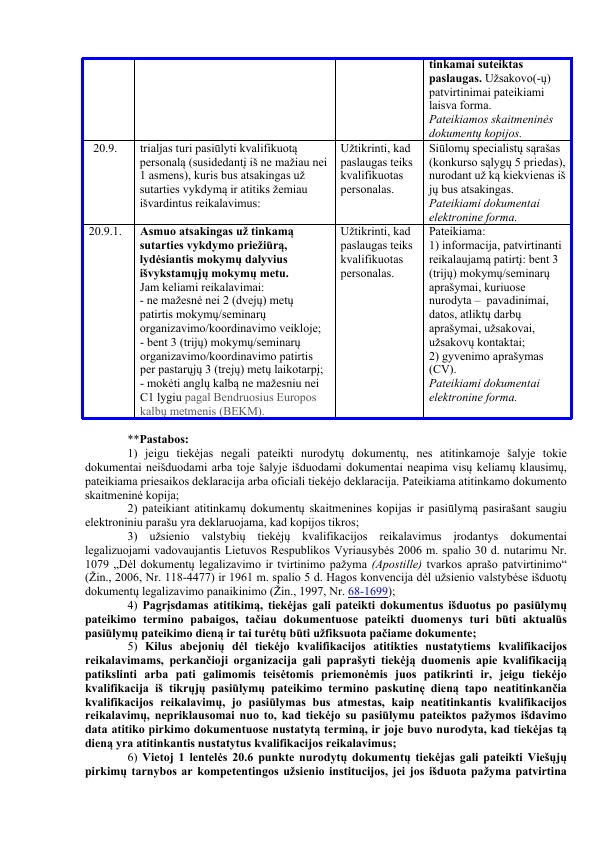 tinkamai suteiktas
paslaugas. Užsakovo(-ų)
patvirtinimai pateikiami
laisva forma.
Pateikiamos skaitmeninės
dokumentų kopijos.
20.9.
trialjas turi pasiūlyti kvalifikuotą
personalą (susidedantį iš ne mažiau nei
1 asmens), kuris bus atsakingas už
sutarties vykdymą ir atitiks žemiau
išvardintus reikalavimus:
Užtikrinti, kad
paslaugas teiks
kvalifikuotas
personalas.
Siūlomų specialistų sąrašas
(konkurso sąlygų 5 priedas),
nurodant už ką kiekvienas iš
jų bus atsakingas.
Pateikiami dokumentai
elektronine forma.
20.9.1.
Asmuo atsakingas už tinkamą
sutarties vykdymo priežiūrą,
lydėsiantis mokymų dalyvius
išvykstamųjų mokymų metu.
Jam keliami reikalavimai:
- ne mažesnė nei 2 (dvejų) metų
patirtis mokymų/seminarų
organizavimo/koordinavimo veikloje;
- bent 3 (trijų) mokymų/seminarų
organizavimo/koordinavimo patirtis
per pastarųjų 3 (trejų) metų laikotarpį;
- mokėti anglų kalbą ne mažesniu nei
C1 lygiu pagal Bendruosius Europos
kalbų metmenis (BEKM).
Užtikrinti, kad
paslaugas teiks
kvalifikuotas
personalas.
Pateikiama:
1) informacija, patvirtinanti
reikalaujamą patirtį: bent 3
(trijų) mokymų/seminarų
aprašymai, kuriuose
nurodyta – pavadinimai,
datos, atliktų darbų
aprašymai, užsakovai,
užsakovų kontaktai;
2) gyvenimo aprašymas
(CV).
Pateikiami dokumentai
elektronine forma.
**Pastabos:
1) jeigu tiekėjas negali pateikti nurodytų dokumentų, nes atitinkamoje šalyje tokie
dokumentai neišduodami arba toje šalyje išduodami dokumentai neapima visų keliamų klausimų,
pateikiama priesaikos deklaracija arba oficiali tiekėjo deklaracija. Pateikiama atitinkamo dokumento
skaitmeninė kopija;
2) pateikiant atitinkamų dokumentų skaitmenines kopijas ir pasiūlymą pasirašant saugiu
elektroniniu parašu yra deklaruojama, kad kopijos tikros;
3) užsienio valstybių tiekėjų kvalifikacijos reikalavimus įrodantys dokumentai
legalizuojami vadovaujantis Lietuvos Respublikos Vyriausybės 2006 m. spalio 30 d. nutarimu Nr.
1079 „Dėl dokumentų legalizavimo ir tvirtinimo pažyma (Apostille) tvarkos aprašo patvirtinimo“
(Žin., 2006, Nr. 118-4477) ir 1961 m. spalio 5 d. Hagos konvencija dėl užsienio valstybėse išduotų
dokumentų legalizavimo panaikinimo (Žin., 1997, Nr. 68-1699);
4) Pagrįsdamas atitikimą, tiekėjas gali pateikti dokumentus išduotus po pasiūlymų
pateikimo termino pabaigos, tačiau dokumentuose pateikti duomenys turi būti aktualūs
pasiūlymų pateikimo dieną ir tai turėtų būti užfiksuota pačiame dokumente;
5) Kilus abejonių dėl tiekėjo kvalifikacijos atitikties nustatytiems kvalifikacijos
reikalavimams, perkančioji organizacija gali paprašyti tiekėją duomenis apie kvalifikaciją
patikslinti arba pati galimomis teisėtomis priemonėmis juos patikrinti ir, jeigu tiekėjo
kvalifikacija iš tikrųjų pasiūlymų pateikimo termino paskutinę dieną tapo neatitinkančia
kvalifikacijos reikalavimų, jo pasiūlymas bus atmestas, kaip neatitinkantis kvalifikacijos
reikalavimų, nepriklausomai nuo to, kad tiekėjo su pasiūlymu pateiktos pažymos išdavimo
data atitiko pirkimo dokumentuose nustatytą terminą, ir joje buvo nurodyta, kad tiekėjas tą
dieną yra atitinkantis nustatytus kvalifikacijos reikalavimus;
6) Vietoj 1 lentelės 20.6 punkte nurodytų dokumentų tiekėjas gali pateikti Viešųjų
pirkimų tarnybos ar kompetentingos užsienio institucijos, jei jos išduota pažyma patvirtina